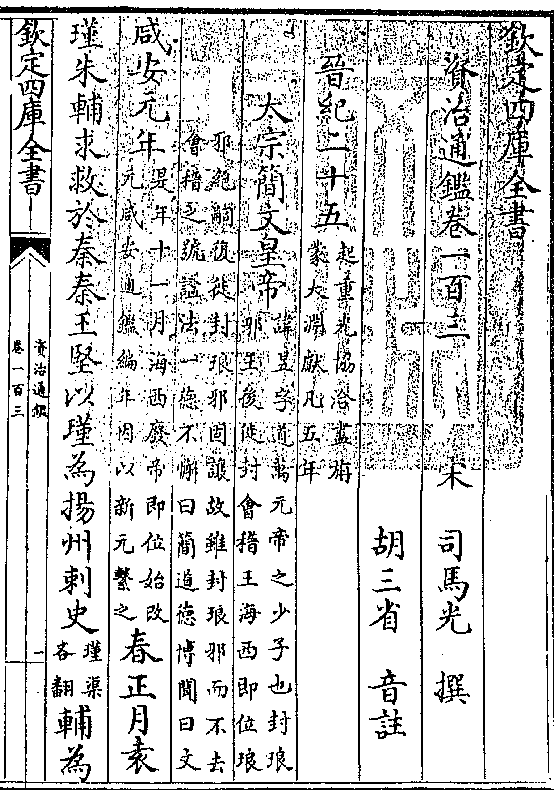 欽定四庫全書
資治通鑑卷一百三 宋 司馬光 撰
胡三省 音註
晉紀二十五 起重光協洽盡旃蒙大淵獻凡五年
太宗簡文皇帝 諱昱字道萬元帝之少子也封琅邪王後徙封會稽王海西即位琅
邪絶嗣復徙封琅邪固讓故雖封琅邪而不去會稽之號諡法一德不懈曰簡道德博聞曰文
咸安元年 是年十一月海西廢帝即位始改元咸安通鑑編年因以新元繫之 春正月袁
瑾朱輔求救於秦秦王堅以瑾為揚州刺史 瑾渠吝翻 輔為
欽定四庫全書
資治通鑑
卷一百三
一